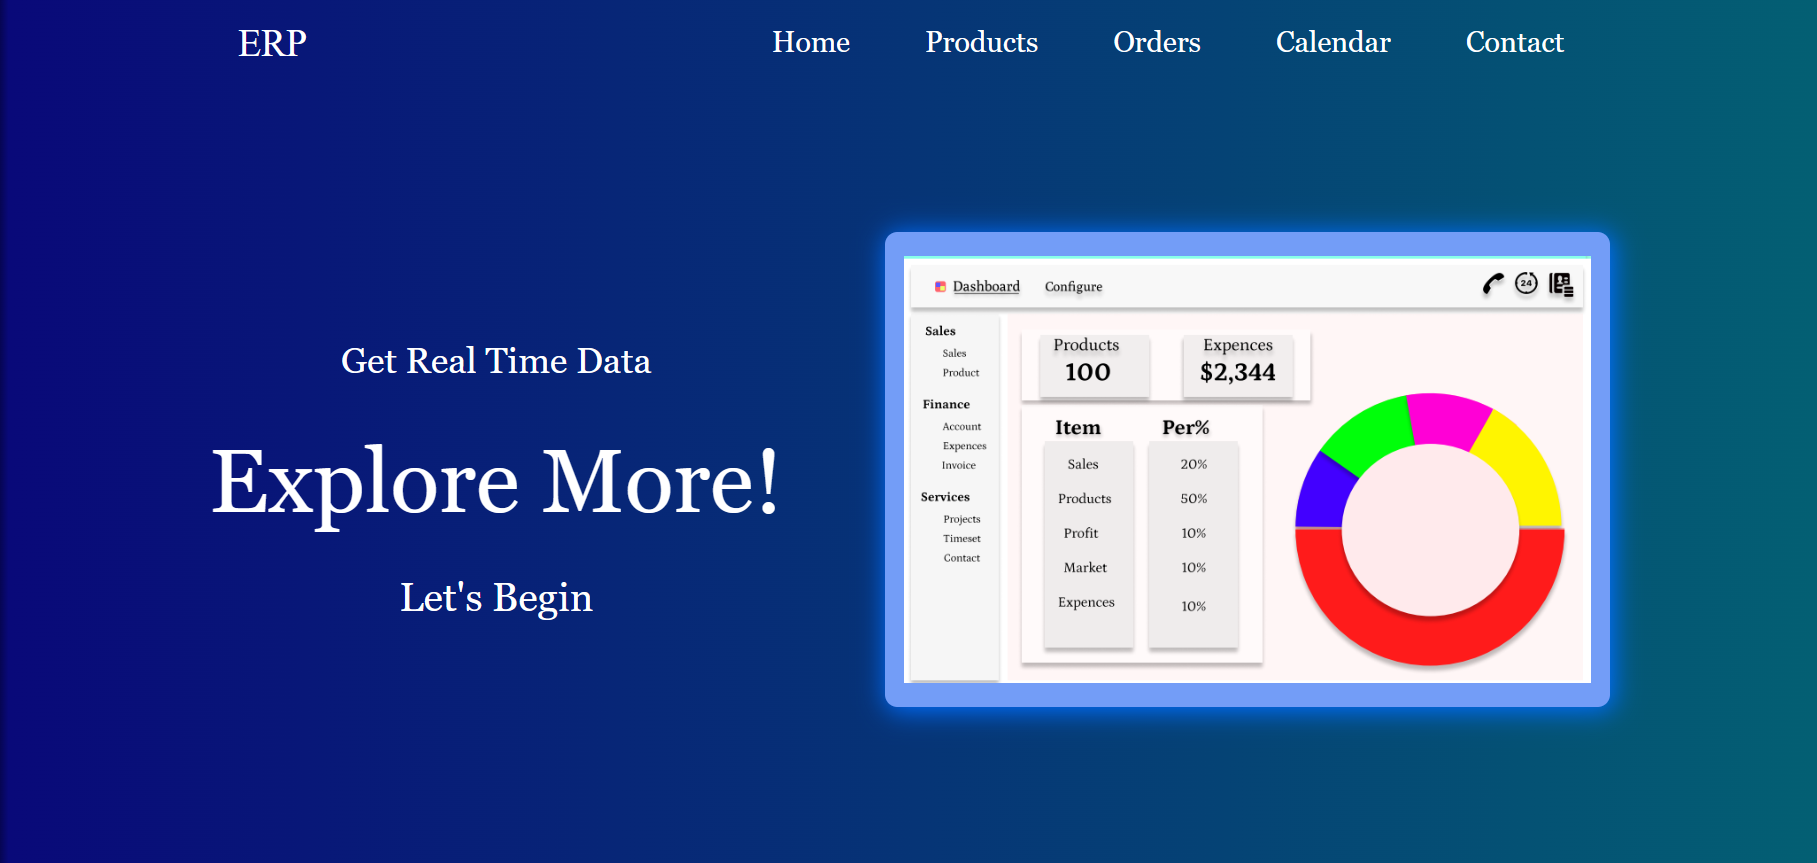 ERP
Home Products Orders Calendar Contact
Get Real Time Data
Explore More!
Let's Begin
Dashboard Configure
24
Sales
Sales
Product
Finance
Account
Expences
Invoice
Services
Projects
Timeset
Contact
Products
100
Expences
$2,344
Item Per%
Sales 20%
Products 50%
Profit 10%
Market 10%
Expences 10%